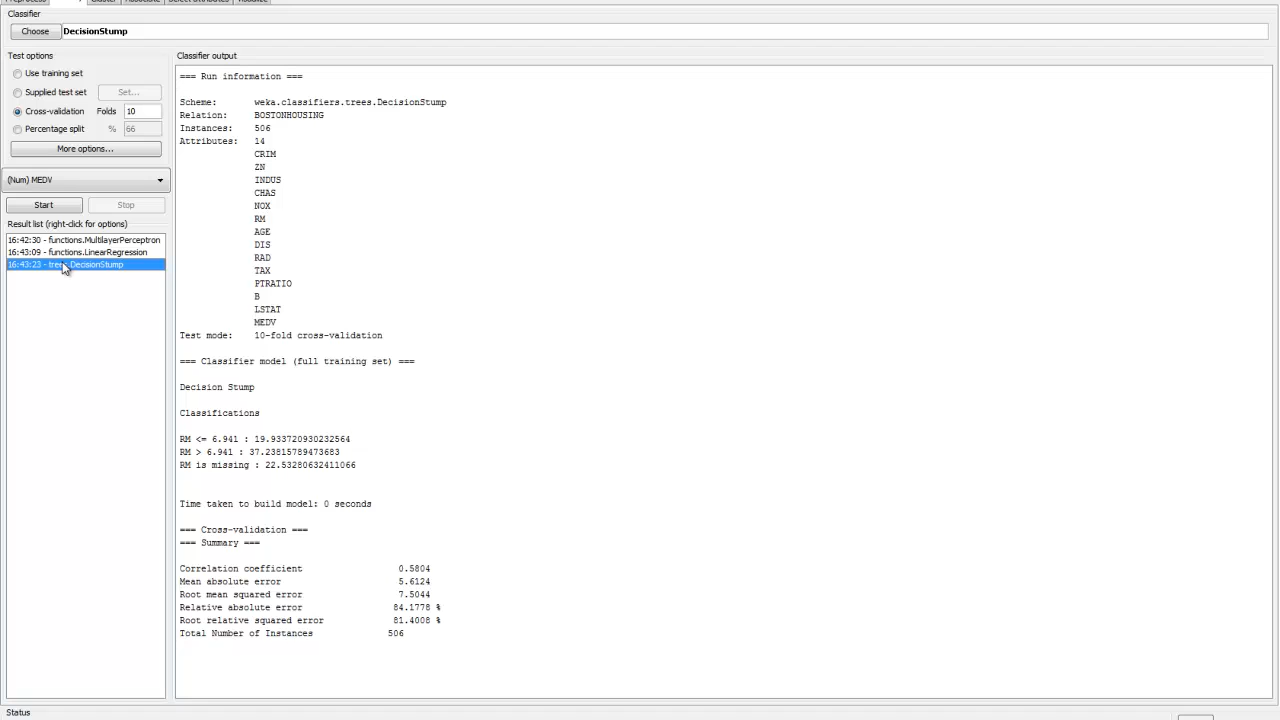 Preprocess Cluster Associate Select attributes Visualize
Classifier
Choose DecisionStump
Test options
Use training set
Supplied test set Set...
Cross-validation Folds 10
Percentage split % 66
More options...
(Num) MEDV
Start Stop
Result list (right-click for options)
16:42:30 - functions.MultilayerPerceptron
16:43:09 - functions.LinearRegression
16:43:23 - trees.DecisionStump
Classifier output
=== Run information ===
Scheme: weka.classifiers.trees.DecisionStump
Relation: BOSTONHOUSING
Instances: 506
Attributes: 14
CRIM
ZN
INDUS
CHAS
NOX
RM
AGE
DIS
RAD
TAX
PTRATIO
B
LSTAT
MEDV
Test mode: 10-fold cross-validation
=== Classifier model (full training set) ===
Decision Stump
Classifications
RM <= 6.941 : 19.933720930232564
RM > 6.941 : 37.23815789473683
RM is missing : 22.53280632411066
Time taken to build model: 0 seconds
=== Cross-validation ===
=== Summary ===
Correlation coefficient 0.5804
Mean absolute error 5.6124
Root mean squared error 7.5044
Relative absolute error 84.1778 %
Root relative squared error 81.4008 %
Total Number of Instances 506
Status